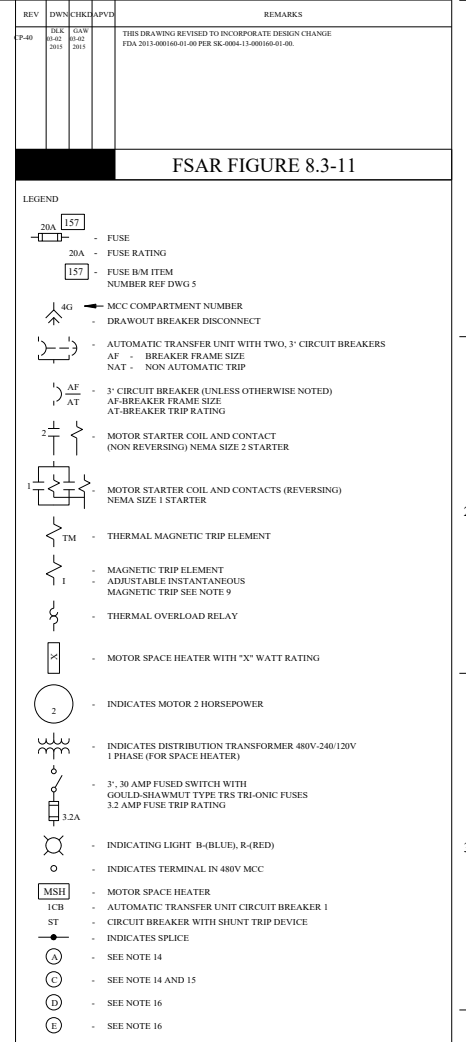 REV DWN CHKD APVD REMARKS
CP-40 DLK 03-02 2015 GAW 03-02 2015 THIS DRAWING REVISED TO INCORPORATE DESIGN CHANGE
FDA 2013-000160-01-00 PER SK-0004-13-000160-01-00.
FSAR FIGURE 8.3-11
LEGEND
20A 157
- FUSE
20A - FUSE RATING
157 - FUSE B/M ITEM
NUMBER REF DWG 5
4G MCC COMPARTMENT NUMBER
- DRAWOUT BREAKER DISCONNECT
- AUTOMATIC TRANSFER UNIT WITH TWO, 3' CIRCUIT BREAKERS
AF - BREAKER FRAME SIZE
NAT - NON AUTOMATIC TRIP
AF
AT
- 3' CIRCUIT BREAKER (UNLESS OTHERWISE NOTED)
AF-BREAKER FRAME SIZE
AT-BREAKER TRIP RATING
2
- MOTOR STARTER COIL AND CONTACT
(NON REVERSING) NEMA SIZE 2 STARTER
1
- MOTOR STARTER COIL AND CONTACTS (REVERSING)
NEMA SIZE 1 STARTER
TM - THERMAL MAGNETIC TRIP ELEMENT
- MAGNETIC TRIP ELEMENT
I - ADJUSTABLE INSTANTANEOUS
MAGNETIC TRIP SEE NOTE 9
- THERMAL OVERLOAD RELAY
X - MOTOR SPACE HEATER WITH "X" WATT RATING
2 - INDICATES MOTOR 2 HORSEPOWER
- INDICATES DISTRIBUTION TRANSFORMER 480V-240/120V
1 PHASE (FOR SPACE HEATER)
- 3', 30 AMP FUSED SWITCH WITH
GOULD-SHAWMUT TYPE TRS TRI-ONIC FUSES
3.2 AMP FUSE TRIP RATING
3.2A
- INDICATING LIGHT B-(BLUE), R-(RED)
- INDICATES TERMINAL IN 480V MCC
MSH - MOTOR SPACE HEATER
1CB - AUTOMATIC TRANSFER UNIT CIRCUIT BREAKER 1
ST - CIRCUIT BREAKER WITH SHUNT TRIP DEVICE
- INDICATES SPLICE
A - SEE NOTE 14
C - SEE NOTE 14 AND 15
D - SEE NOTE 16
E - SEE NOTE 16